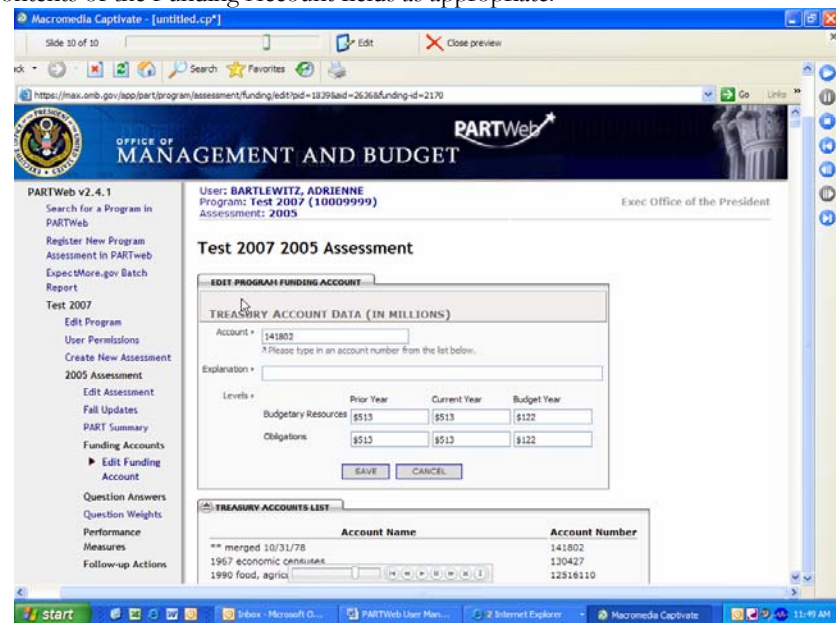 contents of the Funding Account fields as appropriate.
Macromedia Captivate - [untitled.cp*]
Slide 10 of 10 Edit Close preview
Search Favorites
https://max.omb.gov/app/part/program/assessment/funding/edit?pid=1839&aid=2636&funding-id=2170 Go Links »
OFFICE OF
MANAGEMENT AND BUDGET
PARTWeb
PARTWeb v2.4.1
Search for a Program in
PARTWeb
Register New Program
Assessment in PARTweb
ExpectMore.gov Batch
Report
Test 2007
Edit Program
User Permissions
Create New Assessment
2005 Assessment
Edit Assessment
Fall Updates
PART Summary
Funding Accounts
Edit Funding
Account
Question Answers
Question Weights
Performance
Measures
Follow-up Actions
User: BARTLEWITZ, ADRIENNE
Program: Test 2007 (10009999)
Assessment: 2005
Exec Office of the President
Test 2007 2005 Assessment
EDIT PROGRAM FUNDING ACCOUNT
TREASURY ACCOUNT DATA (IN MILLIONS)
Account 141802
Please type in an account number from the list below.
Explanation
Levels Prior Year Current Year Budget Year
Budgetary Resources $513 $513 $122
Obligations $513 $513 $122
SAVE CANCEL
TREASURY ACCOUNTS LIST
Account Name Account Number
** merged 10/31/78 141802
1967 economic censuses 130427
1990 food, agric 12516110
start Inbox - Microsoft O... PARTWeb User Man... 2 Internet Explorer Macromedia Captivate 11:49 AM